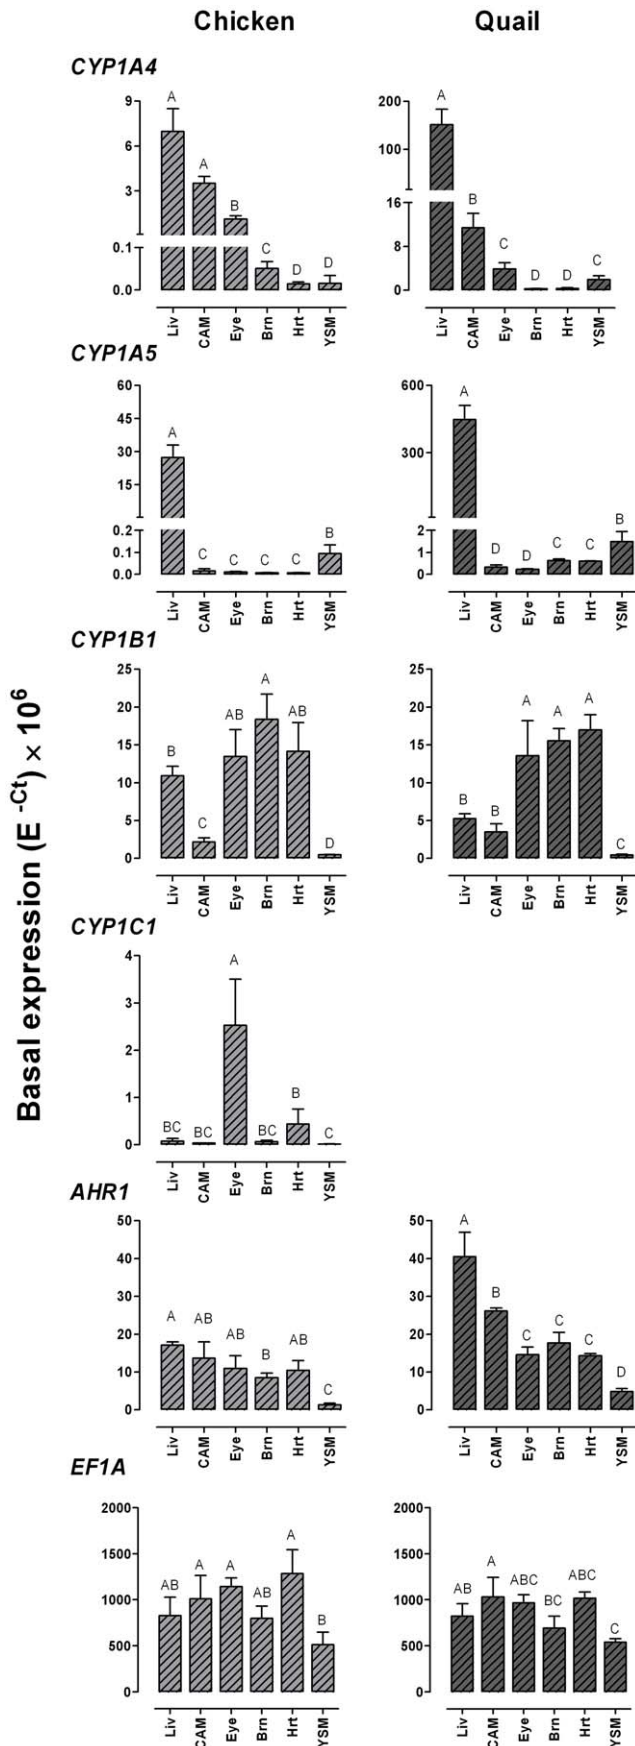 Chicken Quail
CYP1A4
9 A 200 A
6 A 100
3 B 16 B
0.1 C D D 8 C D D C
0.0 0
Liv CAM Eye Brn Hrt YSM Liv CAM Eye Brn Hrt YSM
CYP1A5
60 600 A
45
30 A 300
15
0.2 B 2 B
0.1 C C C C 1 D D C C
0.0 0
Liv CAM Eye Brn Hrt YSM Liv CAM Eye Brn Hrt YSM
CYP1B1
25 25
20 AB A AB 20 A A A
15 15
10 B 10
5 C 5 B B
0 D 0 C
Liv CAM Eye Brn Hrt YSM Liv CAM Eye Brn Hrt YSM
Basal expression (E -Ct) × 10 6
CYP1C1
4 A
3
2
1 B
0 BC BC BC C
Liv CAM Eye Brn Hrt YSM
AHR1
50 50 A
40 40
30 30 B
20 A AB AB B AB 20 C C C
10 10 D
0 C 0
Liv CAM Eye Brn Hrt YSM Liv CAM Eye Brn Hrt YSM
EF1A
2000 2000
1500 A A A 1500 A ABC ABC
1000 AB AB 1000 AB BC
500 B 500 C
0 0
Liv CAM Eye Brn Hrt YSM Liv CAM Eye Brn Hrt YSM